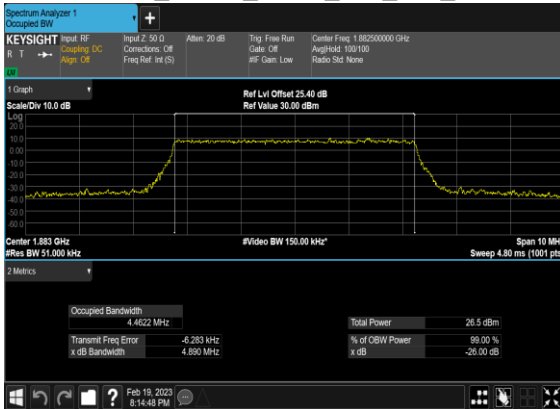 Spectrum Analyzer 1
Occupied BW
KEYSIGHT
R T
LW
Input: RF
Coupling: DC
Align: Off
Input Z: 50 Ω
Corrections: Off
Freq Ref: Int (S)
Atten: 20 dB
Trig: Free Run
Gate: Off
#IF Gain: Low
Center Freq: 1.882500000 GHz
Avg|Hold: 100/100
Radio Std: None
1 Graph
Scale/Div 10.0 dB
Ref Lvl Offset 25.40 dB
Ref Value 30.00 dBm
Log
20.0
10.0
0.00
-10.0
-20.0
-30.0
-40.0
-50.0
-60.0
Center 1.883 GHz
#Res BW 51.000 kHz
#Video BW 150.00 kHz*
Span 10 MH
Sweep 4.80 ms (1001 pts
2 Metrics
Occupied Bandwidth
4.4622 MHz
Total Power 26.5 dBm
Transmit Freq Error -6.283 kHz
% of OBW Power 99.00 %
x dB Bandwidth 4.890 MHz
x dB -26.00 dB
?
Feb 19, 2023
8:14:48 PM